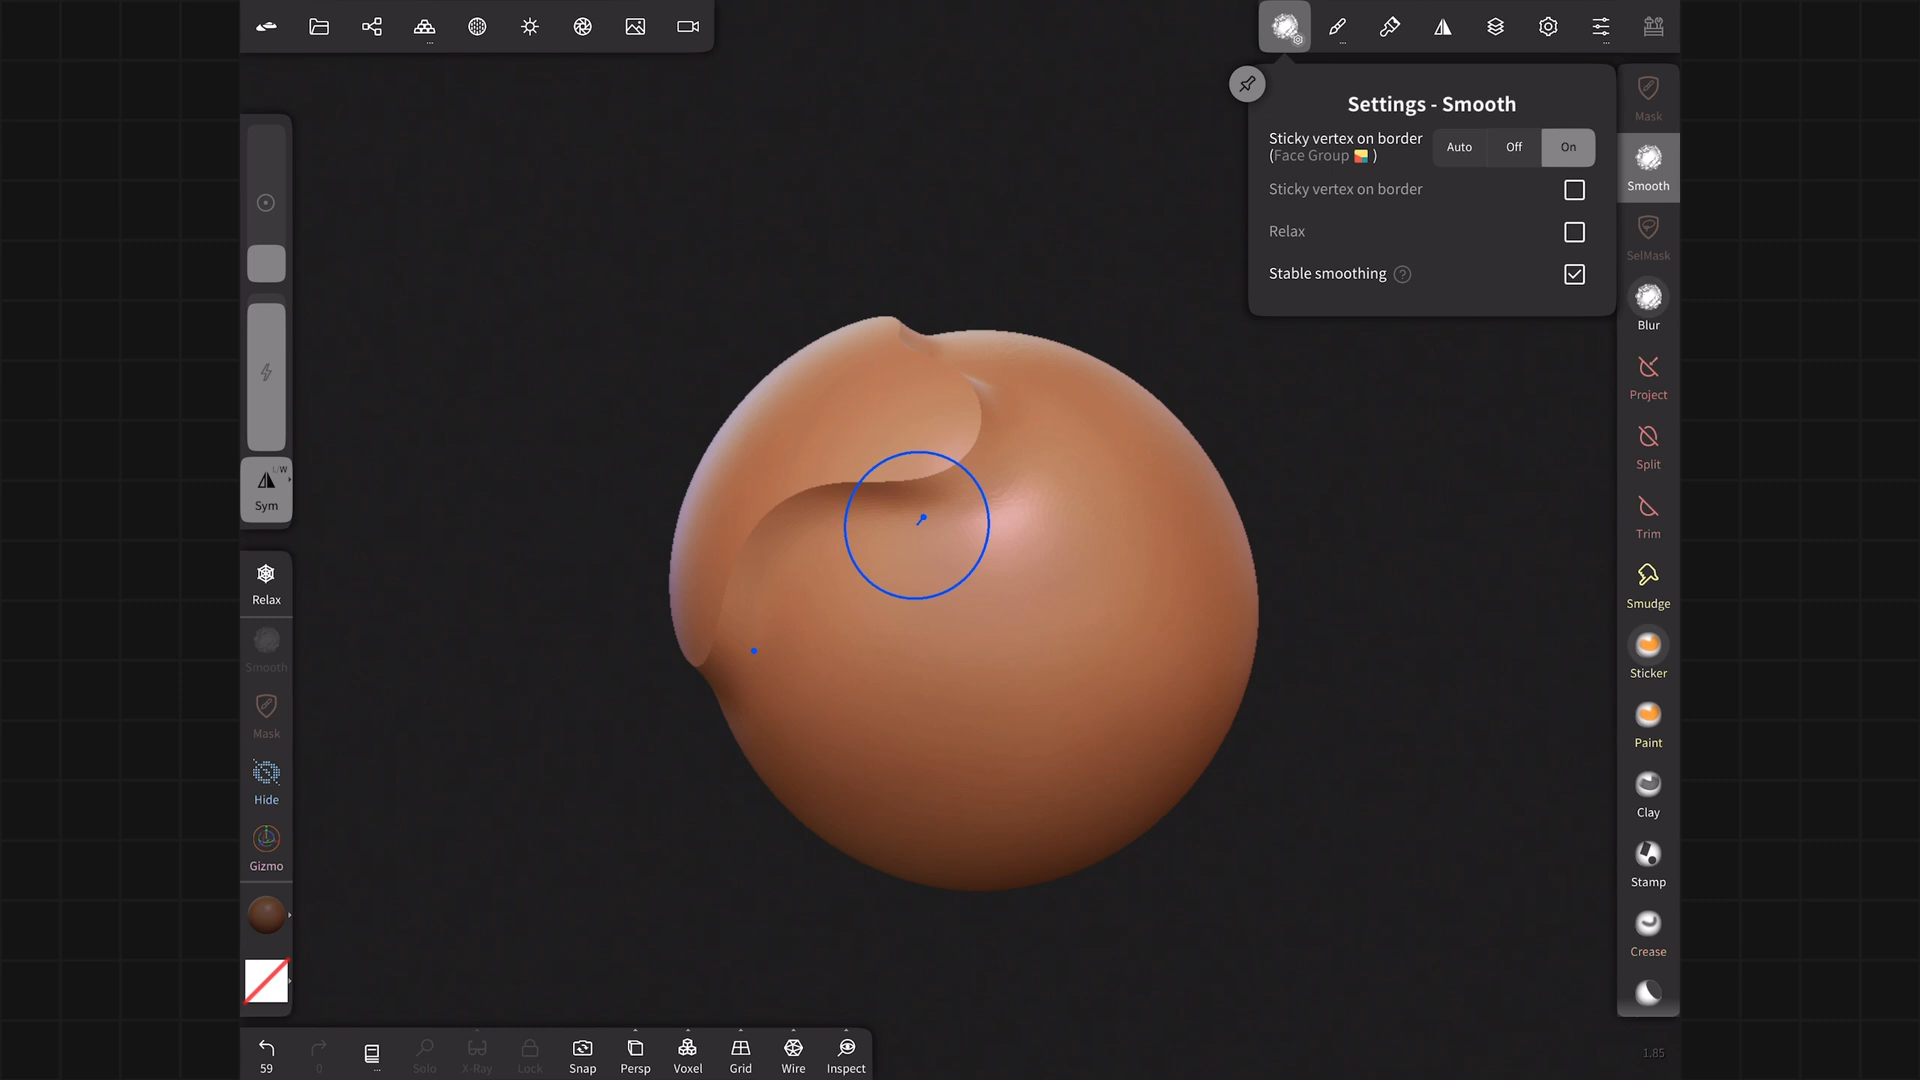 Settings - Smooth
Sticky vertex on border
(Face Group )
Auto
Off
On
Sticky vertex on border
Relax
Stable smoothing ?
L/W
Sym
Relax
Smooth
Mask
Hide
Gizmo
Mask
Smooth
SelMask
Blur
Project
Split
Trim
Smudge
Sticker
Paint
Clay
Stamp
Crease
59
0
Solo
X-Ray
Lock
Snap
Persp
Voxel
Grid
Wire
Inspect
1.85